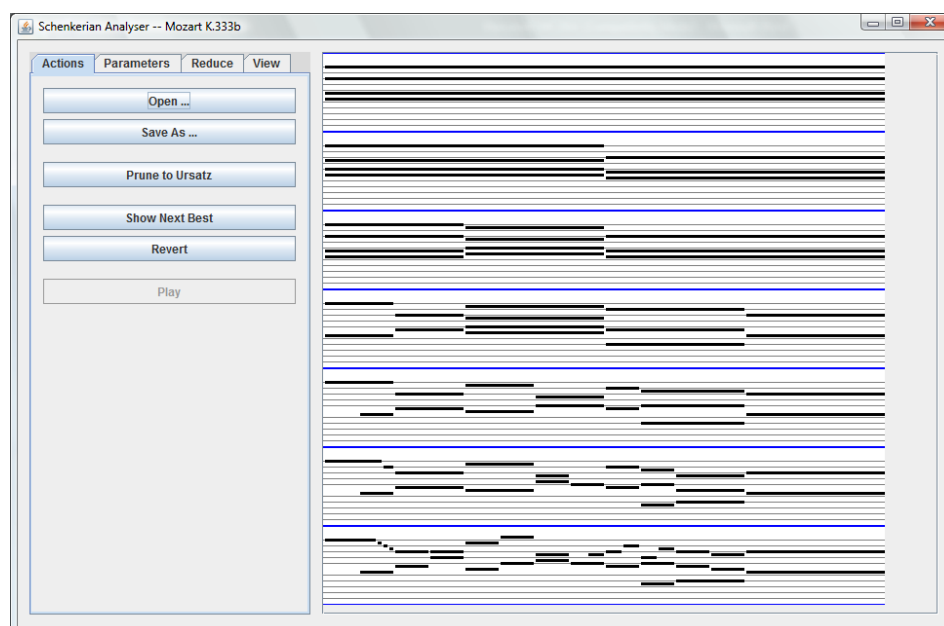 Schenkerian Analyser -- Mozart K.333b
Actions Parameters Reduce View
Open ...
Save As ...
Prune to Ursatz
Show Next Best
Revert
Play